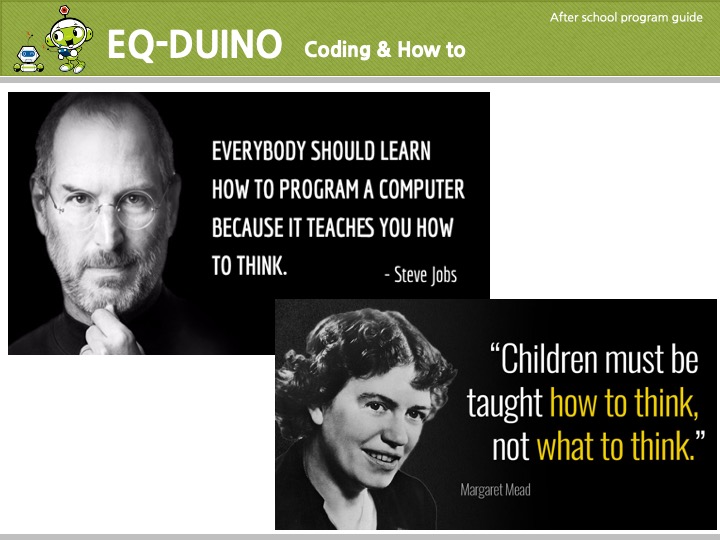 After school program guide
EQ-DUINO Coding & How to
EVERYBODY SHOULD LEARN
HOW TO PROGRAM A COMPUTER
BECAUSE IT TEACHES YOU HOW
TO THINK.
- Steve Jobs
“Children must be
taught how to think,
not what to think.”
Margaret Mead